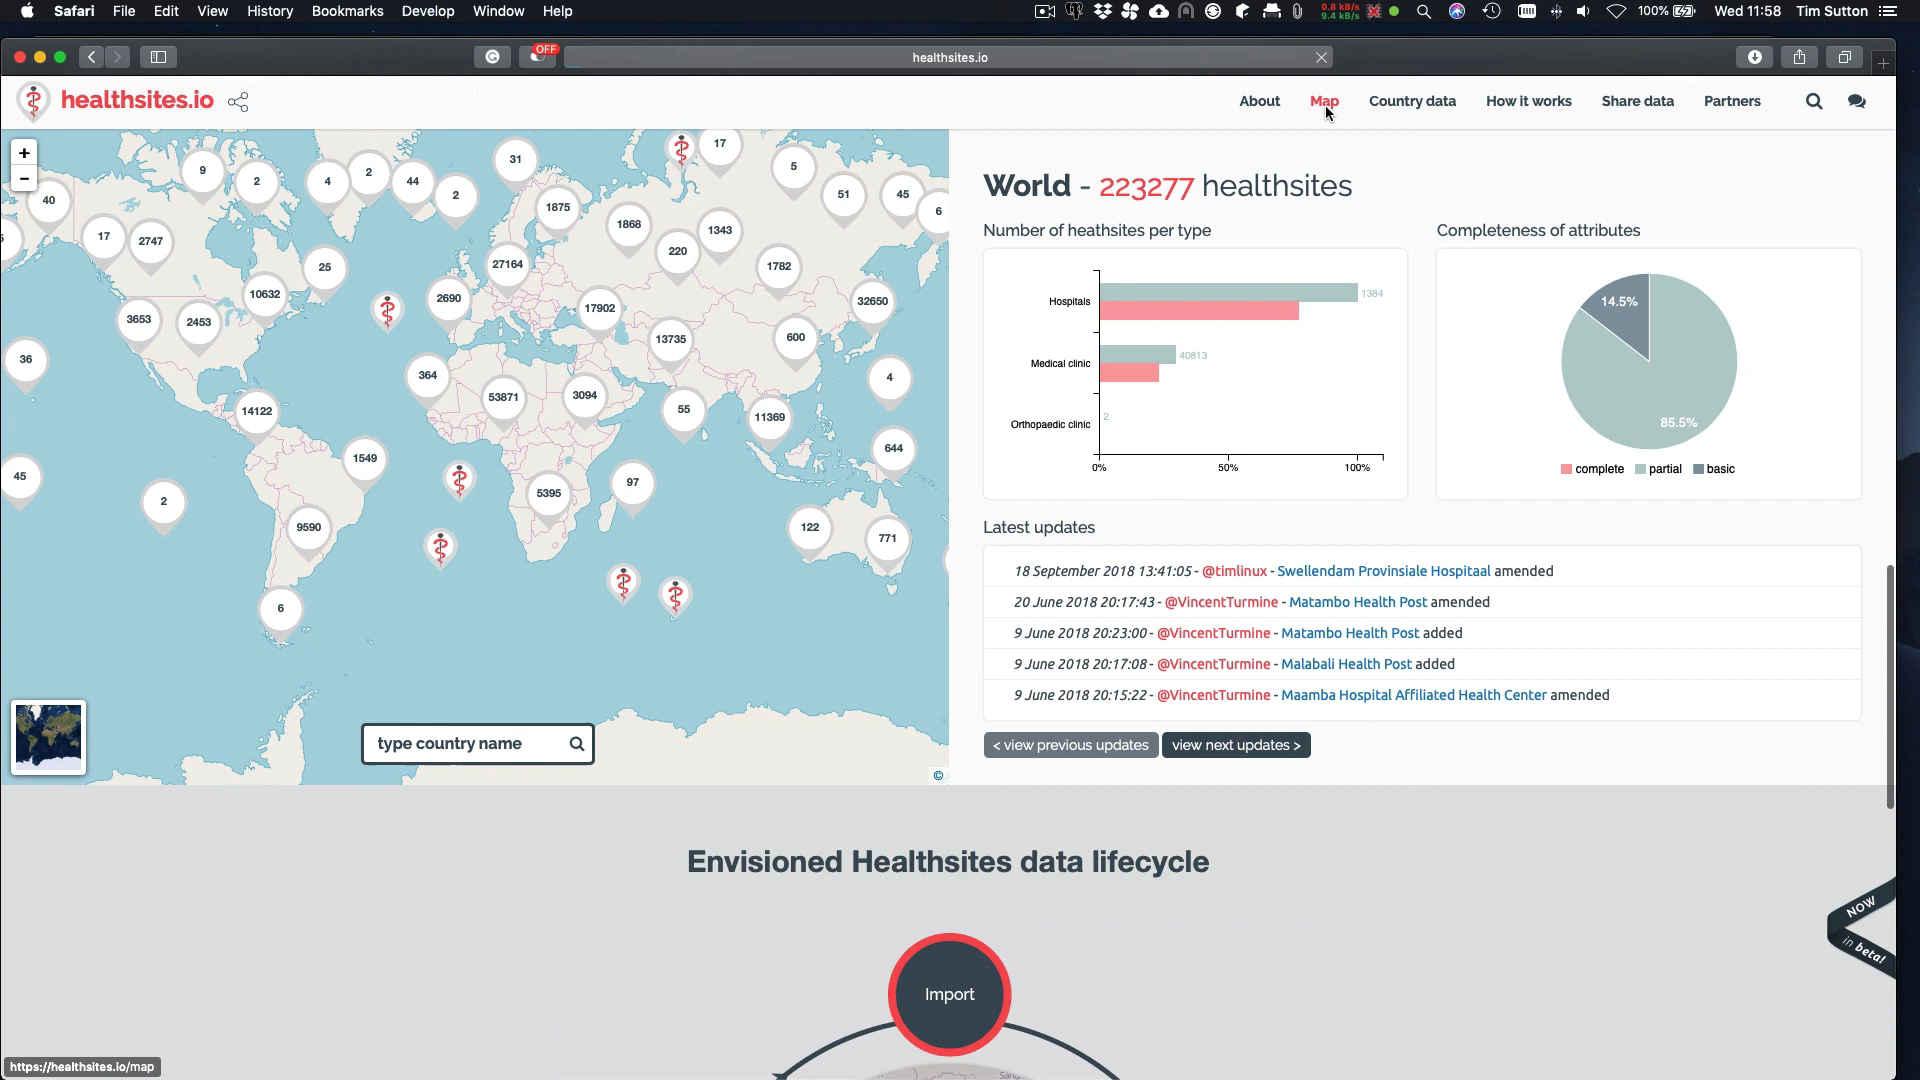 Safari File Edit View History Bookmarks Develop Window Help
0.8 kB/s
9.4 kB/s
100% Wed 11:58 Tim Sutton
OFF
healthsites.io
healthsites.io
About Map Country data How it works Share data Partners
+
−
31
17
9
2
4
2
44
2
5
51
45
6
40
1875
17
2747
1868
1343
220
25
27164
1782
10632
2690
32650
3653
2453
17902
13735
600
36
364
4
53871
3094
14122
55
11369
1549
644
45
2
5395
97
9590
122
771
6
type country name
©
World - 223277 healthsites
Number of heathsites per type
Completeness of attributes
Hospitals
1384
Medical clinic
40813
Orthopaedic clinic
2
0% 50% 100%
14.5%
85.5%
complete partial basic
Latest updates
18 September 2018 13:41:05- @timlinux - Swellendam Provinsiale Hospitaal amended
20 June 2018 20:17:43- @VincentTurmine - Matambo Health Post amended
9 June 2018 20:23:00- @VincentTurmine - Matambo Health Post added
9 June 2018 20:17:08- @VincentTurmine - Malabali Health Post added
9 June 2018 20:15:22- @VincentTurmine - Maamba Hospital Affiliated Health Center amended
< view previous updates view next updates >
Envisioned Healthsites data lifecycle
NOW
in beta!
Import
https://healthsites.io/map